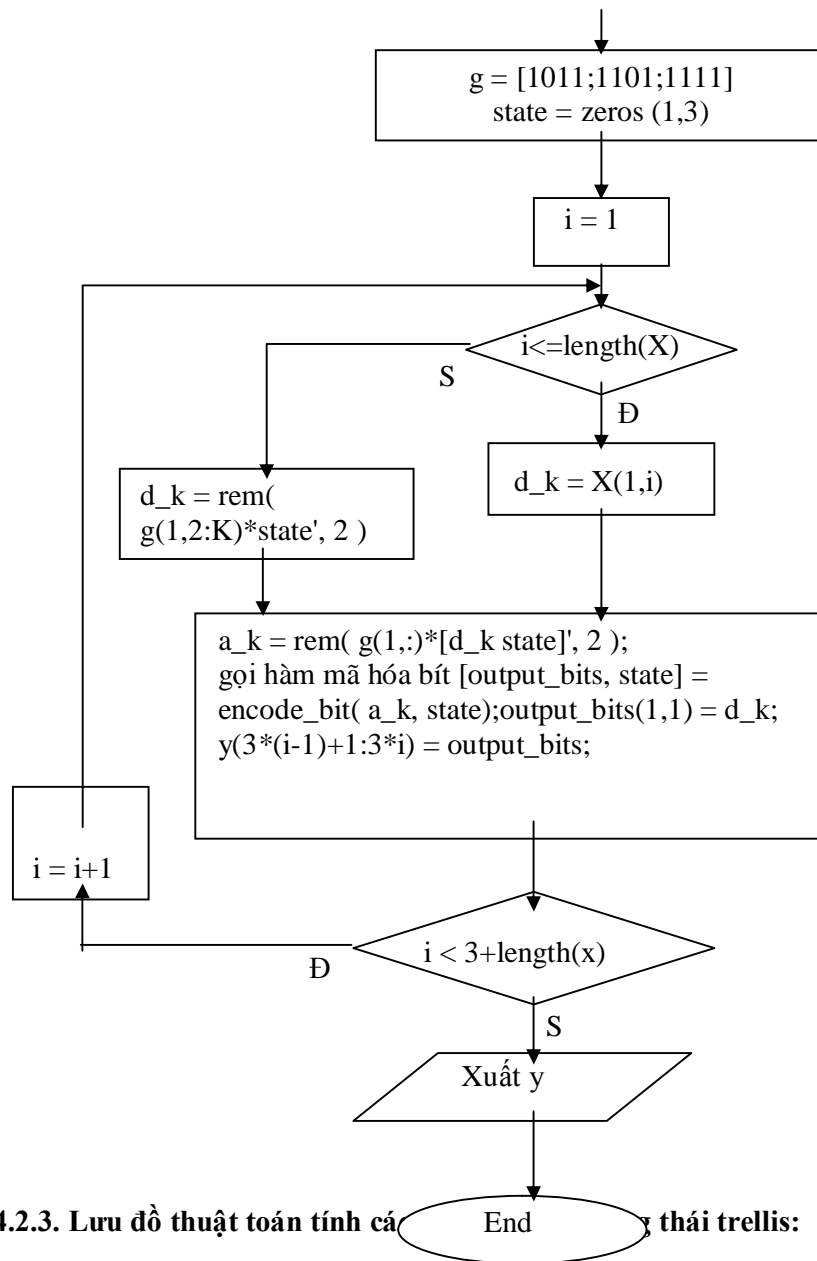 g = [1011;1101;1111]
state = zeros (1,3)
i = 1
i<=length(X)
S
Đ
d_k = rem(
g(1,2:K)*state', 2 )
d_k = X(1,i)
a_k = rem( g(1,:)*[d_k state]', 2 );
gọi hàm mã hóa bít [output_bits, state] =
encode_bit( a_k, state);output_bits(1,1) = d_k;
y(3*(i-1)+1:3*i) = output_bits;
i = i+1
i < 3+length(x)
Đ
S
Xuất y
End
4.2.3. Lưu đồ thuật toán tính thái trellis: